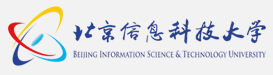 北京信息科技大学
BEIJING INFORMATION SCIENCE & TECHNOLOGY UNIVERSITY